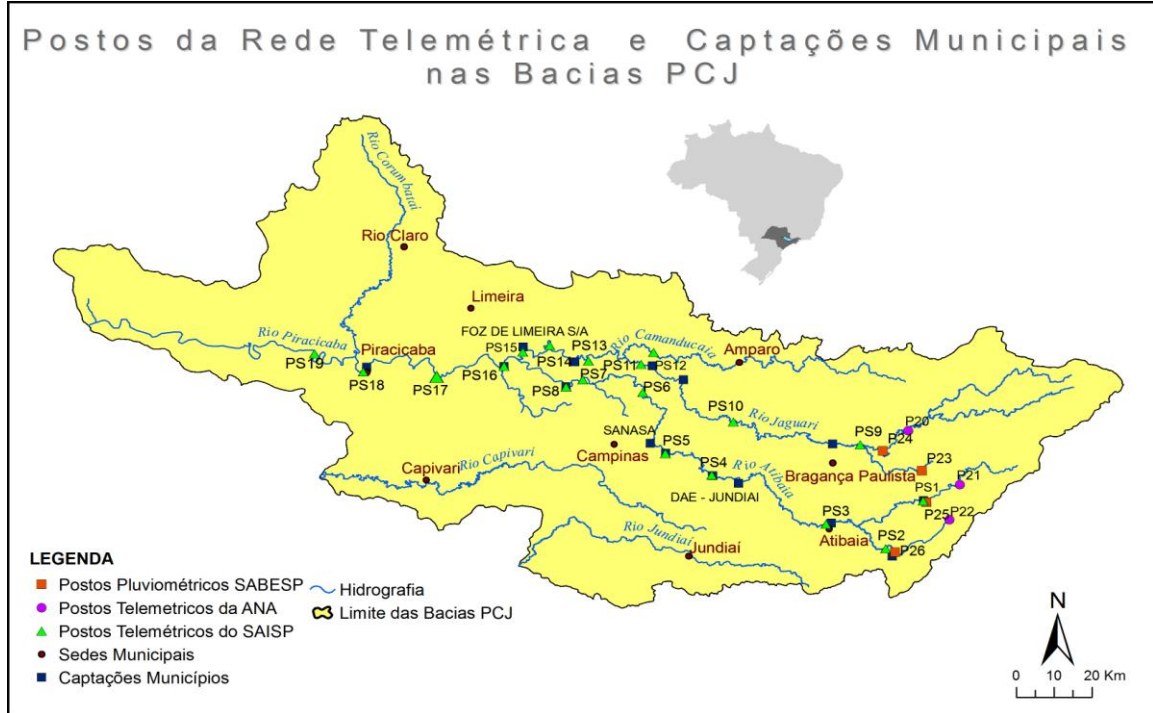 Postos da Rede Telemétrica e Captações Municipais
nas Bacias PCJ
Rio Corumbataí
Rio Claro
Limeira
FOZ DE LIMEIRA S/A
Rio Piracicaba
Piracicaba
PS19
PS18
PS17
PS16
PS15
PS14
PS13
Rio Camanducaia
Amparo
PS7
PS11
PS12
PS8
PS6
PS10
Rio Jaguari
P20
PS9
P24
SANASA
Campinas
PS5
P23
Bragança Paulista
Capivari
Rio Capivari
PS4
Rio Atibaia
P21
DAE - JUNDIAI
PS1
PS3
P25
P22
Atibaia
PS2
P26
Rio Jundiaí
Jundiaí
LEGENDA
Postos Pluviométricos SABESP
Postos Telemetricos da ANA
Postos Telemétricos do SAISP
Sedes Municipais
Captações Municípios
Hidrografia
Limite das Bacias PCJ
N
0 10 20 Km